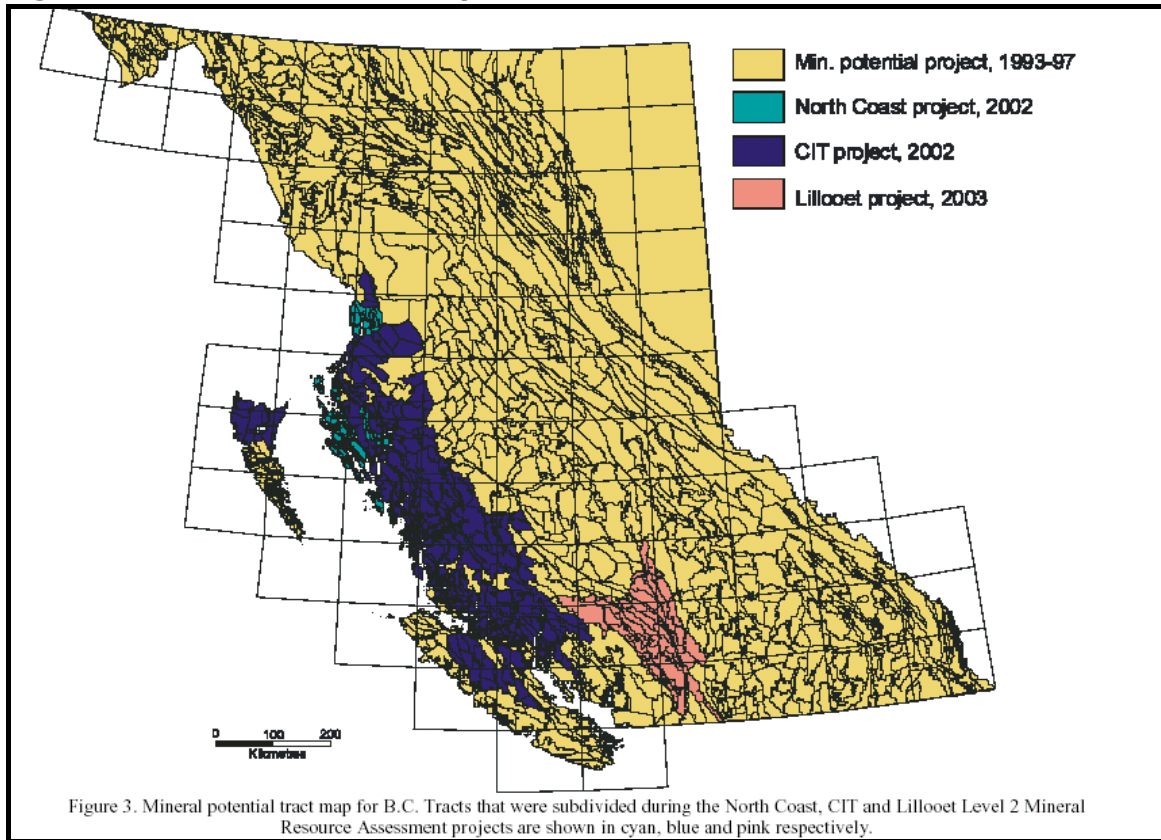 Min. potential project, 1993-97
North Coast project, 2002
CIT project, 2002
Lillooet project, 2003
0 100 200
Kilometres
Figure 3. Mineral potential tract map for B.C. Tracts that were subdivided during the North Coast, CIT and Lillooet Level 2 Mineral
Resource Assessment projects are shown in cyan, blue and pink respectively.